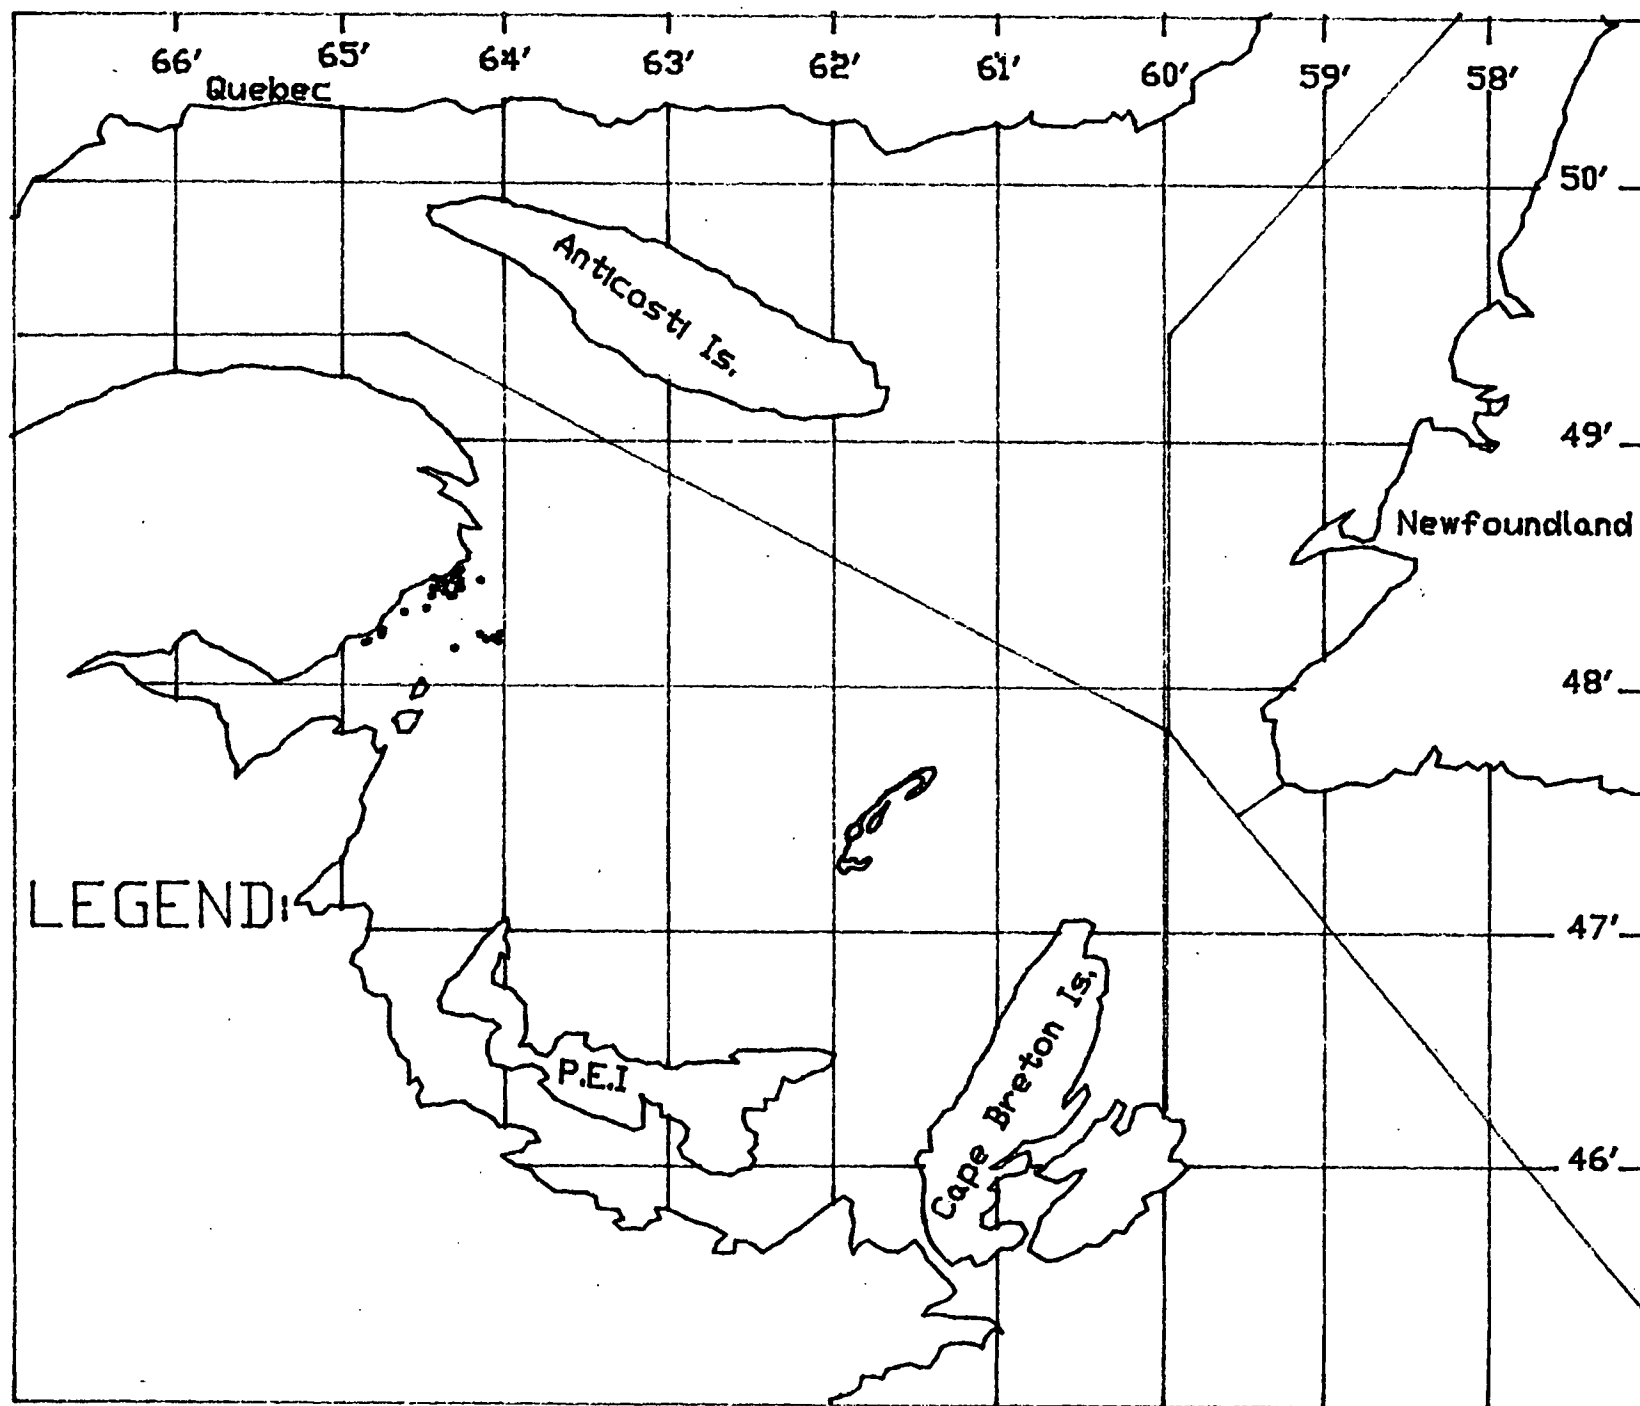 66' 65' 64' 63' 62' 61' 60' 59' 58'
Quebec
50'
Anticosti Is.
49'
Newfoundland
48'
LEGEND:
47'
Cape Breton Is.
P.E.I
46'